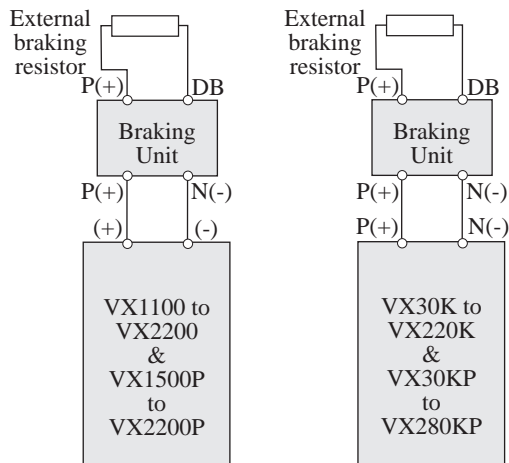 External
braking
resistor
P(+)
DB
Braking
Unit
P(+)
N(-)
(+)
(-)
VX1100 to
VX2200
&
VX1500P
to
VX2200P
External
braking
resistor
P(+)
DB
Braking
Unit
P(+)
N(-)
P(+)
N(-)
VX30K to
VX220K
&
VX30KP
to
VX280KP